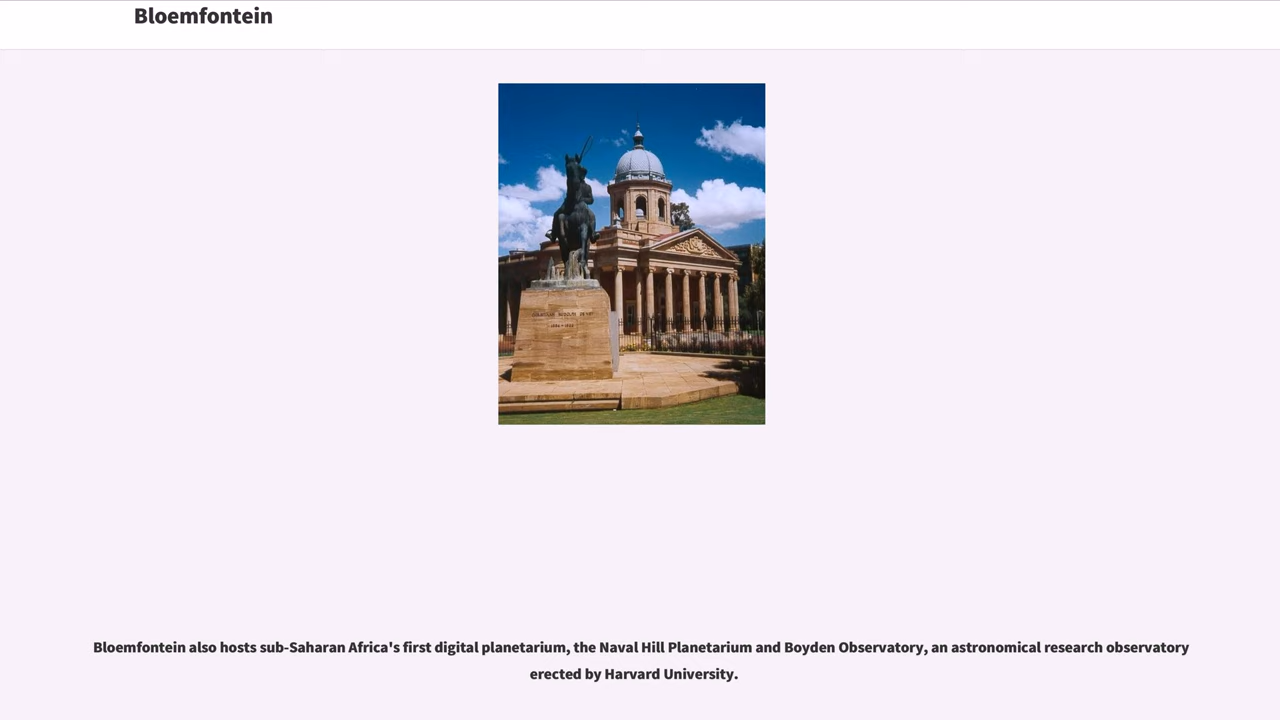 Bloemfontein
Bloemfontein also hosts sub-Saharan Africa's first digital planetarium, the Naval Hill Planetarium and Boyden Observatory, an astronomical research observatory
erected by Harvard University.